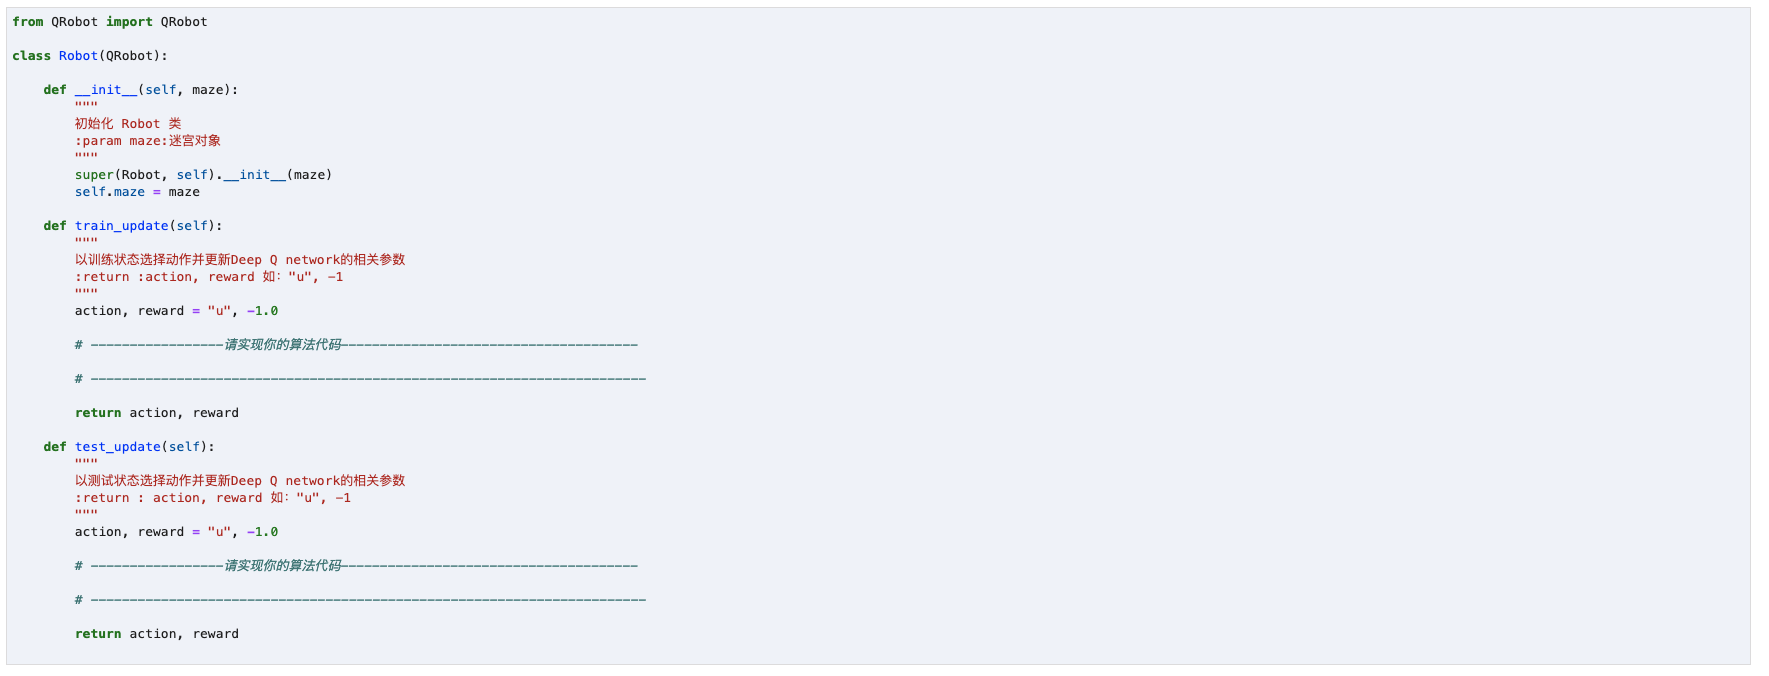 from QRobot import QRobot
class Robot(QRobot):
    def __init__(self, maze):
        """
        初始化 Robot 类
        :param maze:迷宫对象
        """
        super(Robot, self).__init__(maze)
        self.maze = maze
    def train_update(self):
        """
        以训练状态选择动作并更新Deep Q network的相关参数
        :return :action, reward 如："u", -1
        """
        action, reward = "u", -1.0
        # -----------------请实现你的算法代码--------------------------------------
        # -----------------------------------------------------------------------
        return action, reward
    def test_update(self):
        """
        以测试状态选择动作并更新Deep Q network的相关参数
        :return : action, reward 如："u", -1
        """
        action, reward = "u", -1.0
        # -----------------请实现你的算法代码--------------------------------------
        # -----------------------------------------------------------------------
        return action, reward